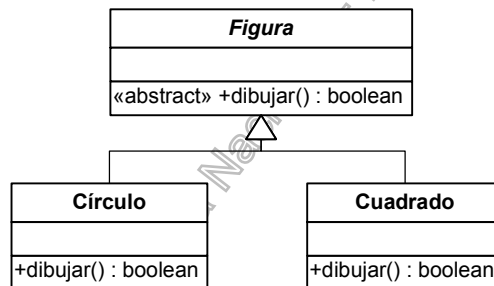 Figura
«abstract» +dibujar() : boolean
Círculo
+dibujar() : boolean
Cuadrado
+dibujar() : boolean